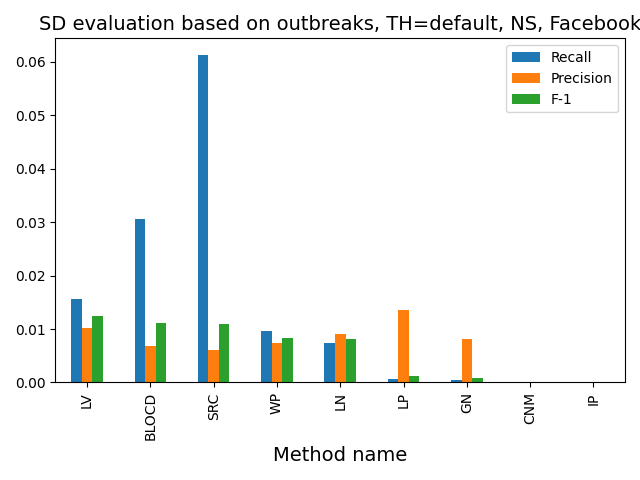 SD evaluation based on outbreaks, TH=default, NS, Facebook
Recall
Precision
F-1
0.06
0.05
0.04
0.03
0.02
0.01
0.00
LV
BLOCD
SRC
WP
LN
LP
GN
CNM
IP
Method name